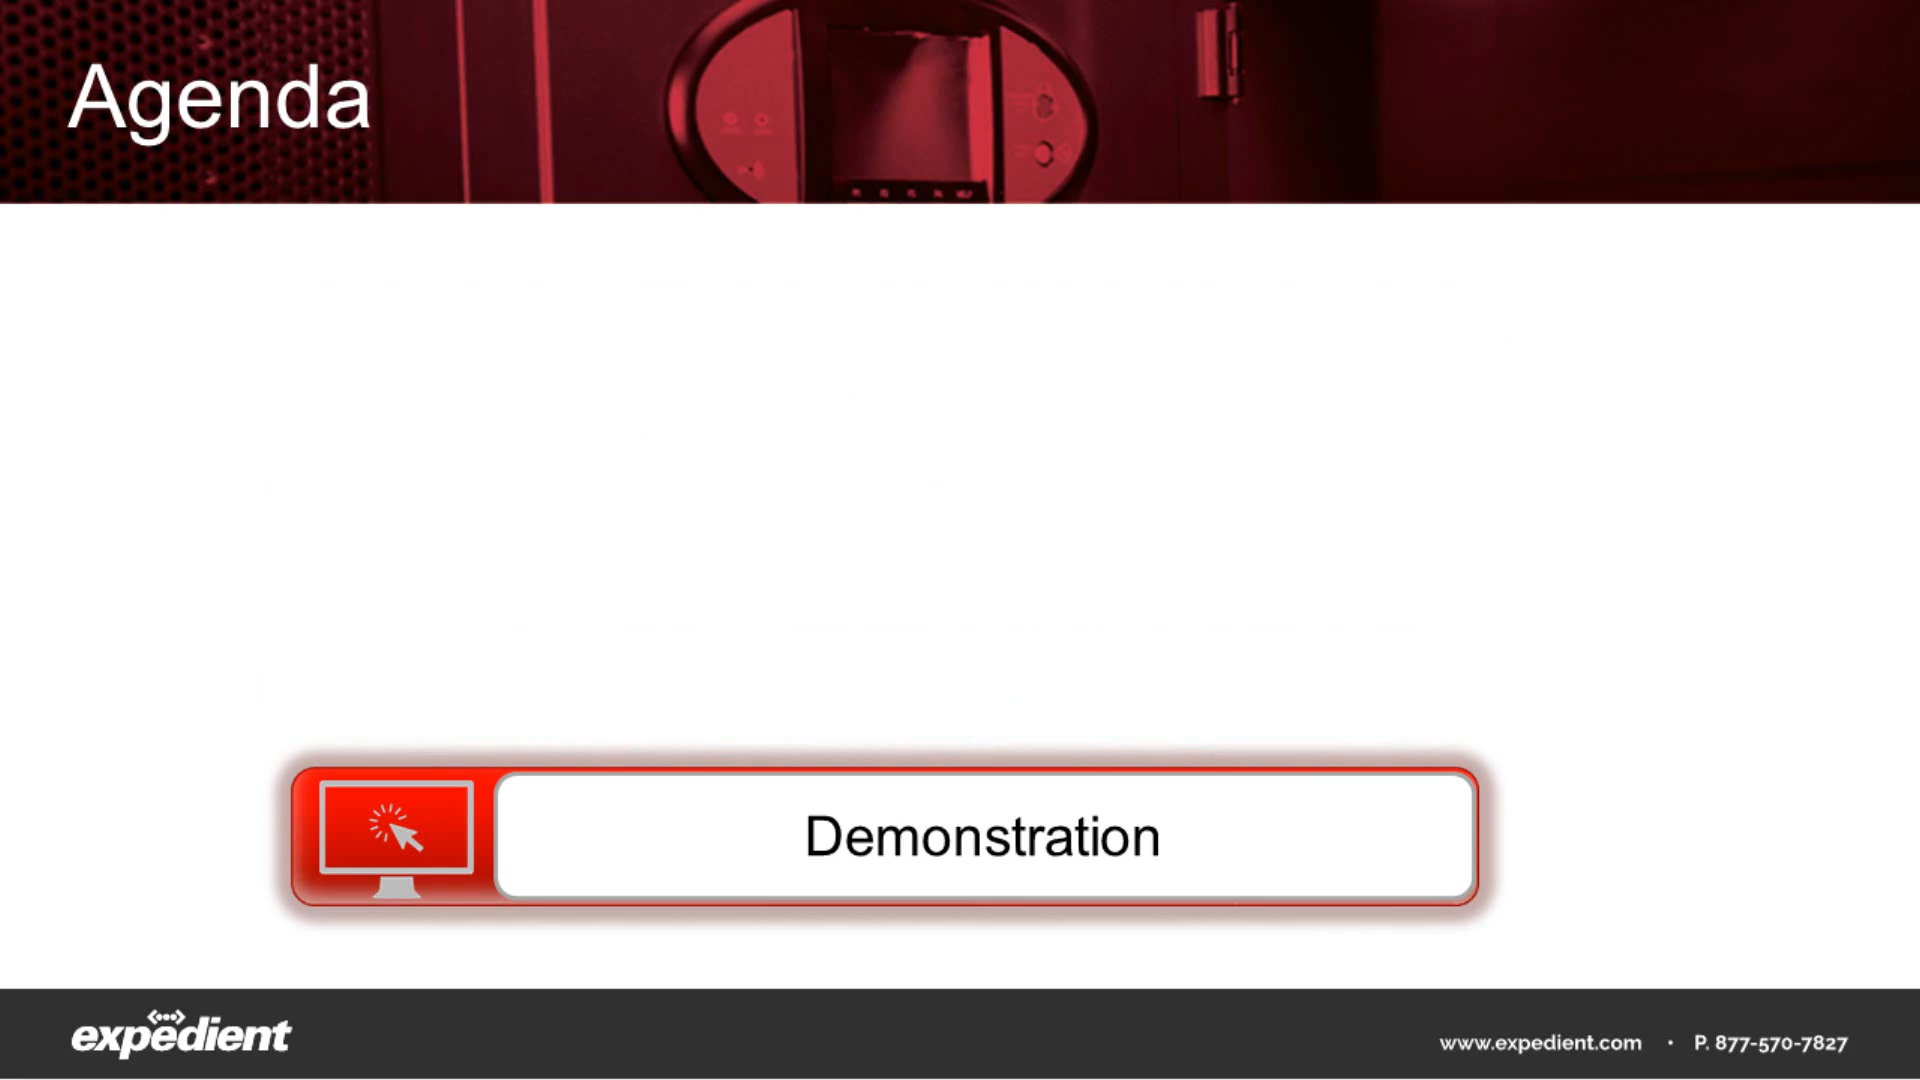 Agenda
Demonstration
expedient
www.expedient.com • P. 877-570-7827